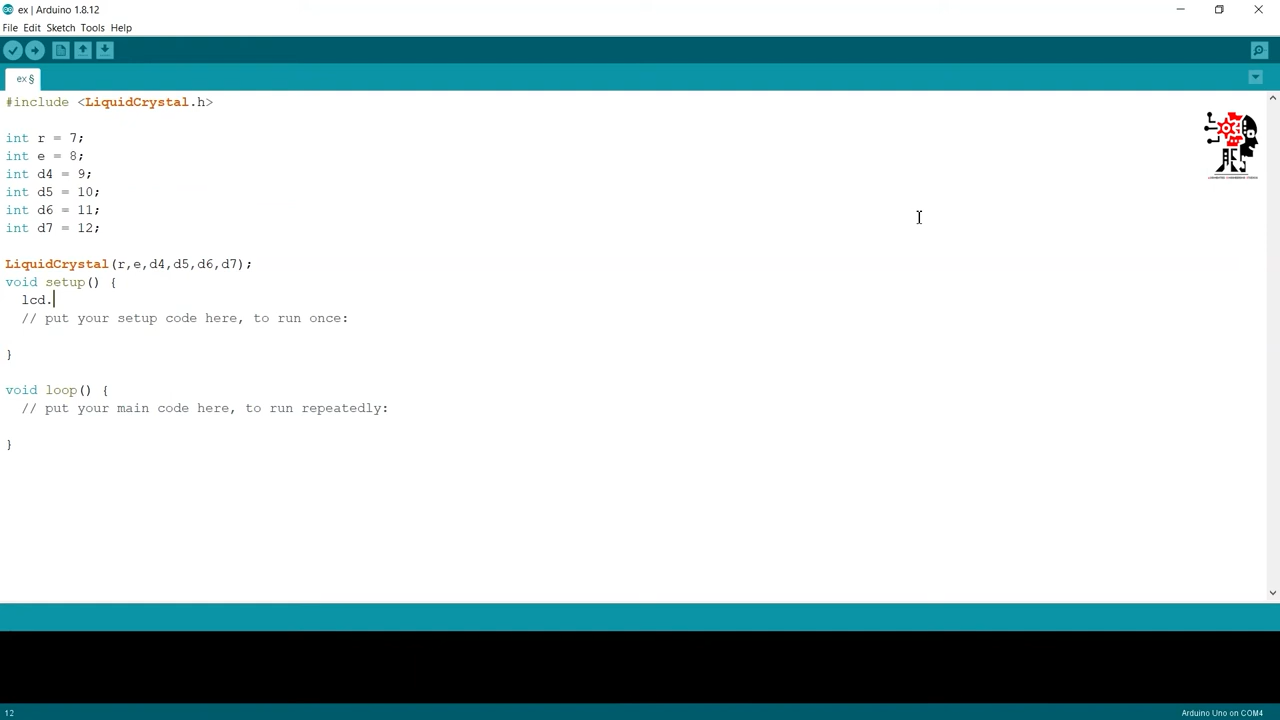 ex | Arduino 1.8.12
File Edit Sketch Tools Help
ex §
#include <LiquidCrystal.h>
int r = 7;
int e = 8;
int d4 = 9;
int d5 = 10;
int d6 = 11;
int d7 = 12;
LiquidCrystal(r,e,d4,d5,d6,d7);
void setup() {
lcd.
// put your setup code here, to run once:
}
void loop() {
// put your main code here, to run repeatedly:
}
12
Arduino Uno on COM4